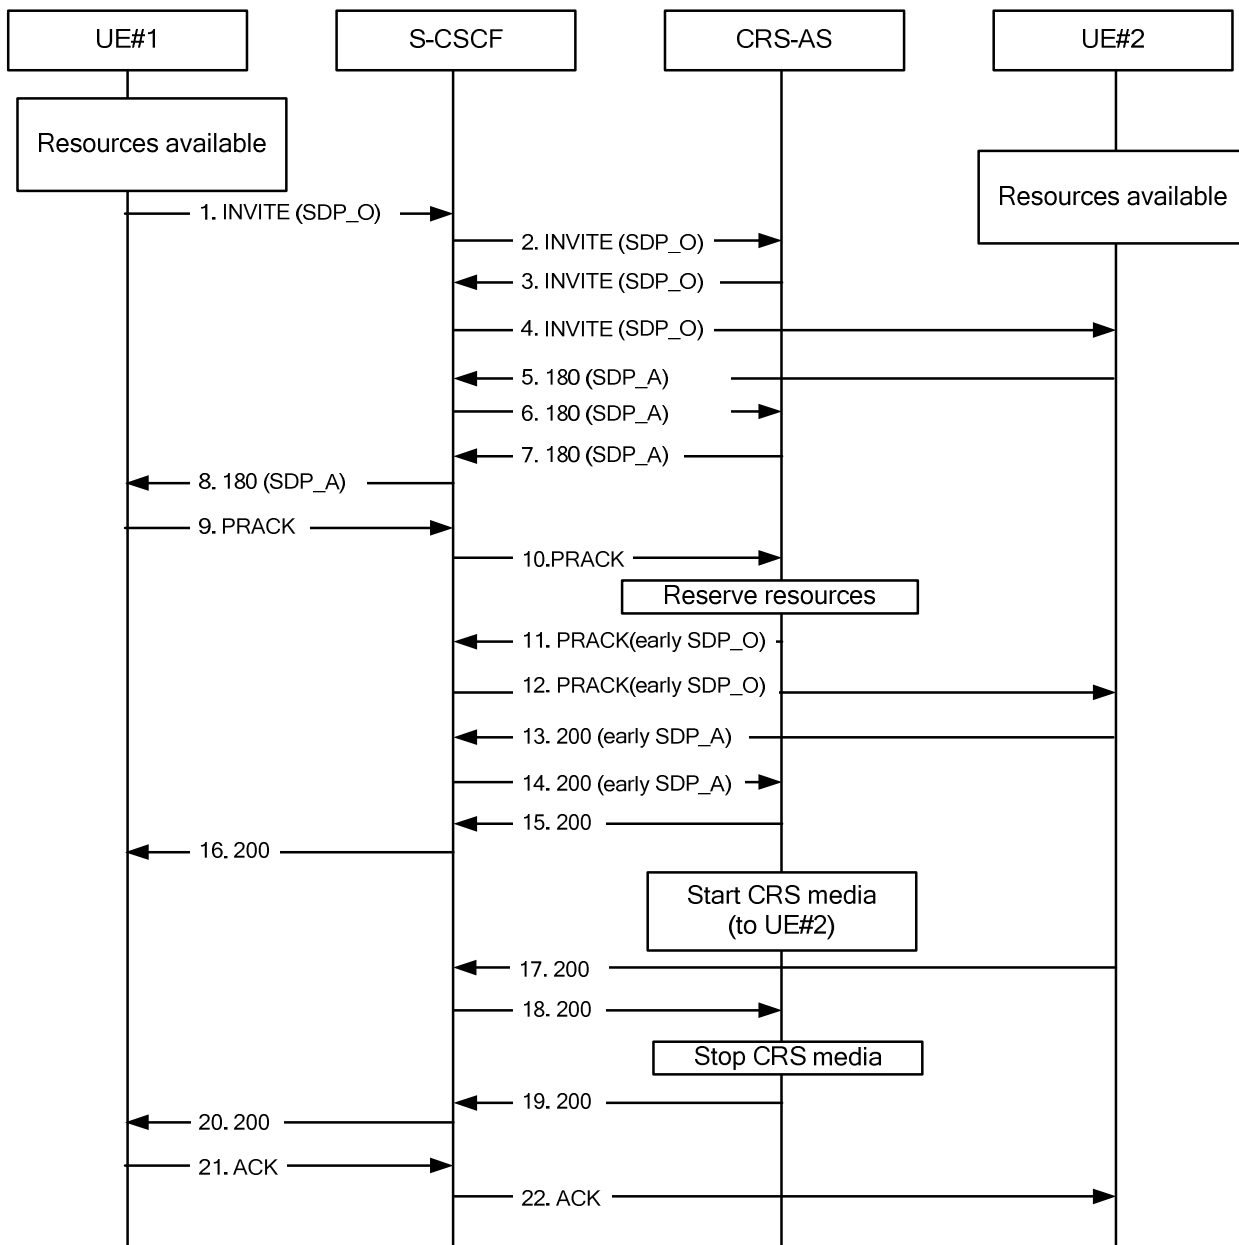 UE#1
S-CSCF
CRS-AS
UE#2
Resources available
Resources available
1. INVITE (SDP_O)
2. INVITE (SDP_O)
3. INVITE (SDP_O)
4. INVITE (SDP_O)
5. 180 (SDP_A)
6. 180 (SDP_A)
7. 180 (SDP_A)
8. 180 (SDP_A)
9. PRACK
10.PRACK
Reserve resources
11. PRACK(early SDP_O)
12. PRACK(early SDP_O)
13. 200 (early SDP_A)
14. 200 (early SDP_A)
15. 200
16. 200
Start CRS media
(to UE#2)
17. 200
18. 200
Stop CRS media
19. 200
20. 200
21. ACK
22. ACK